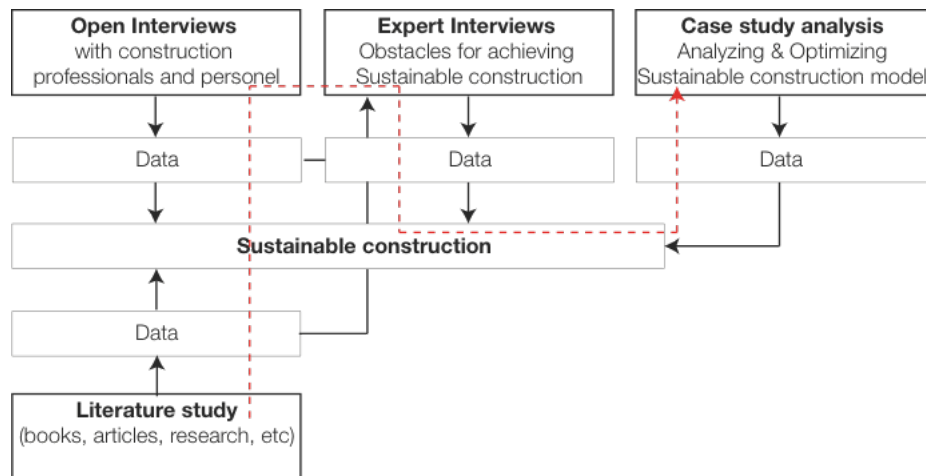 Open Interviews
with construction
professionals and personel
Expert Interviews
Obstacles for achieving
Sustainable construction
Case study analysis
Analyzing & Optimizing
Sustainable construction model
Data
Data
Data
Sustainable construction
Data
Literature study
(books, articles, research, etc)